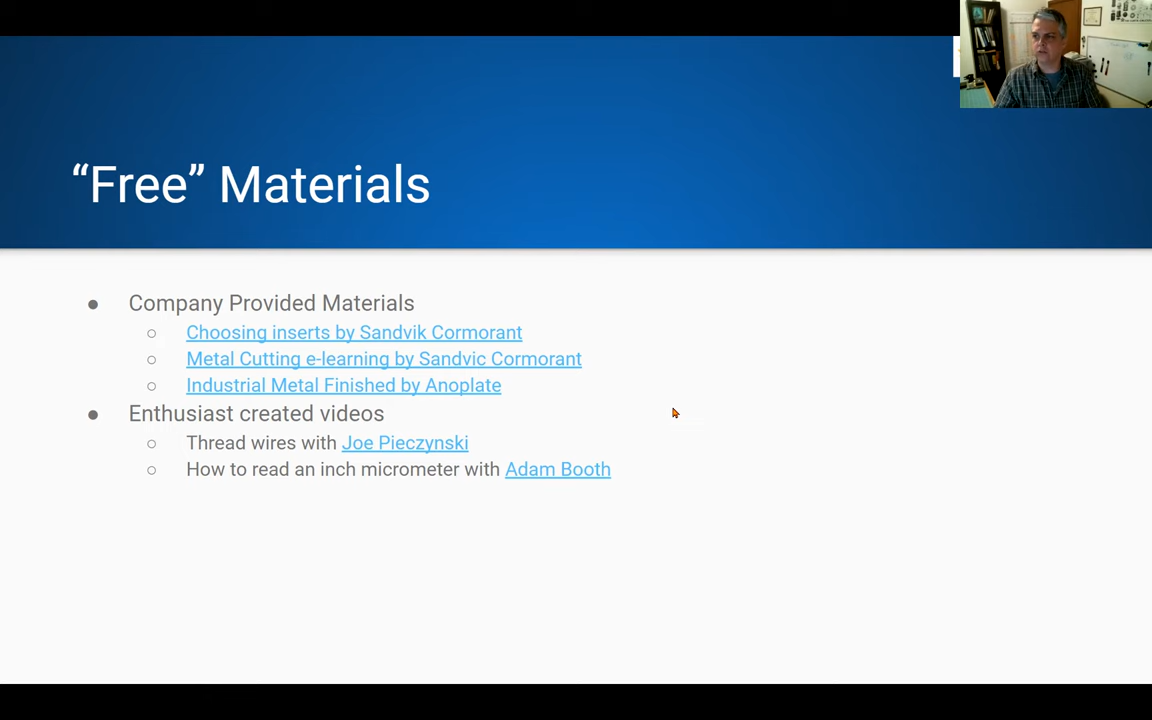 “Free” Materials
● Company Provided Materials
○ Choosing inserts by Sandvik Cormorant
○ Metal Cutting e-learning by Sandvic Cormorant
○ Industrial Metal Finished by Anoplate
● Enthusiast created videos
○ Thread wires with Joe Pieczynski
○ How to read an inch micrometer with Adam Booth